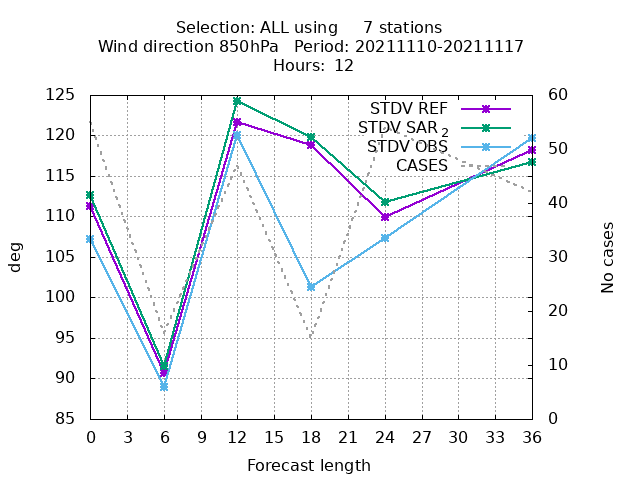 Selection: ALL using     7 stations
Wind direction 850hPa   Period: 20211110-20211117
Hours: 12
STDV REF
STDV SAR 2
STDV OBS
CASES
125
120
115
110
105
100
95
90
85
deg
60
50
40
30
20
10
0
No cases
0 3 6 9 12 15 18 21 24 27 30 33 36
Forecast length